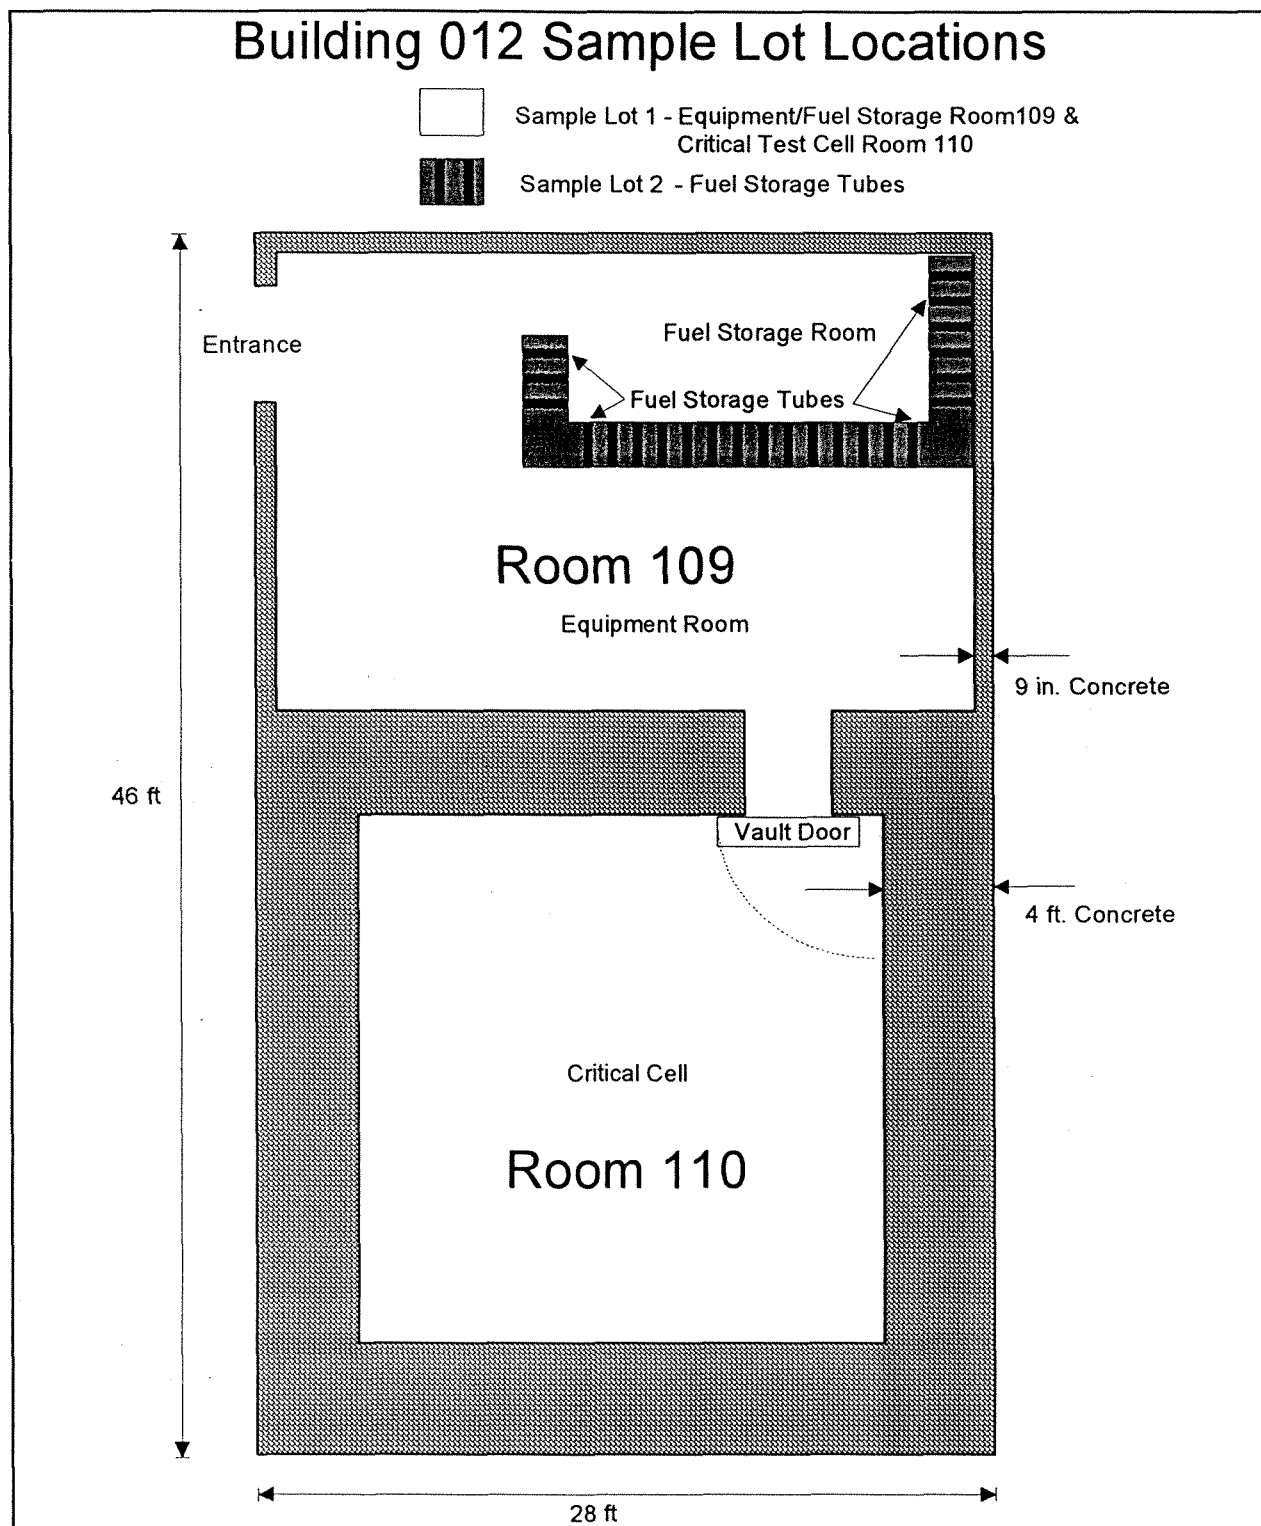 Building 012 Sample Lot Locations
Sample Lot 1 - Equipment/Fuel Storage Room109 &
Critical Test Cell Room 110
Sample Lot 2 - Fuel Storage Tubes
Entrance
Fuel Storage Room
Fuel Storage Tubes
Room 109
Equipment Room
9 in. Concrete
46 ft
Vault Door
4 ft. Concrete
Critical Cell
Room 110
28 ft